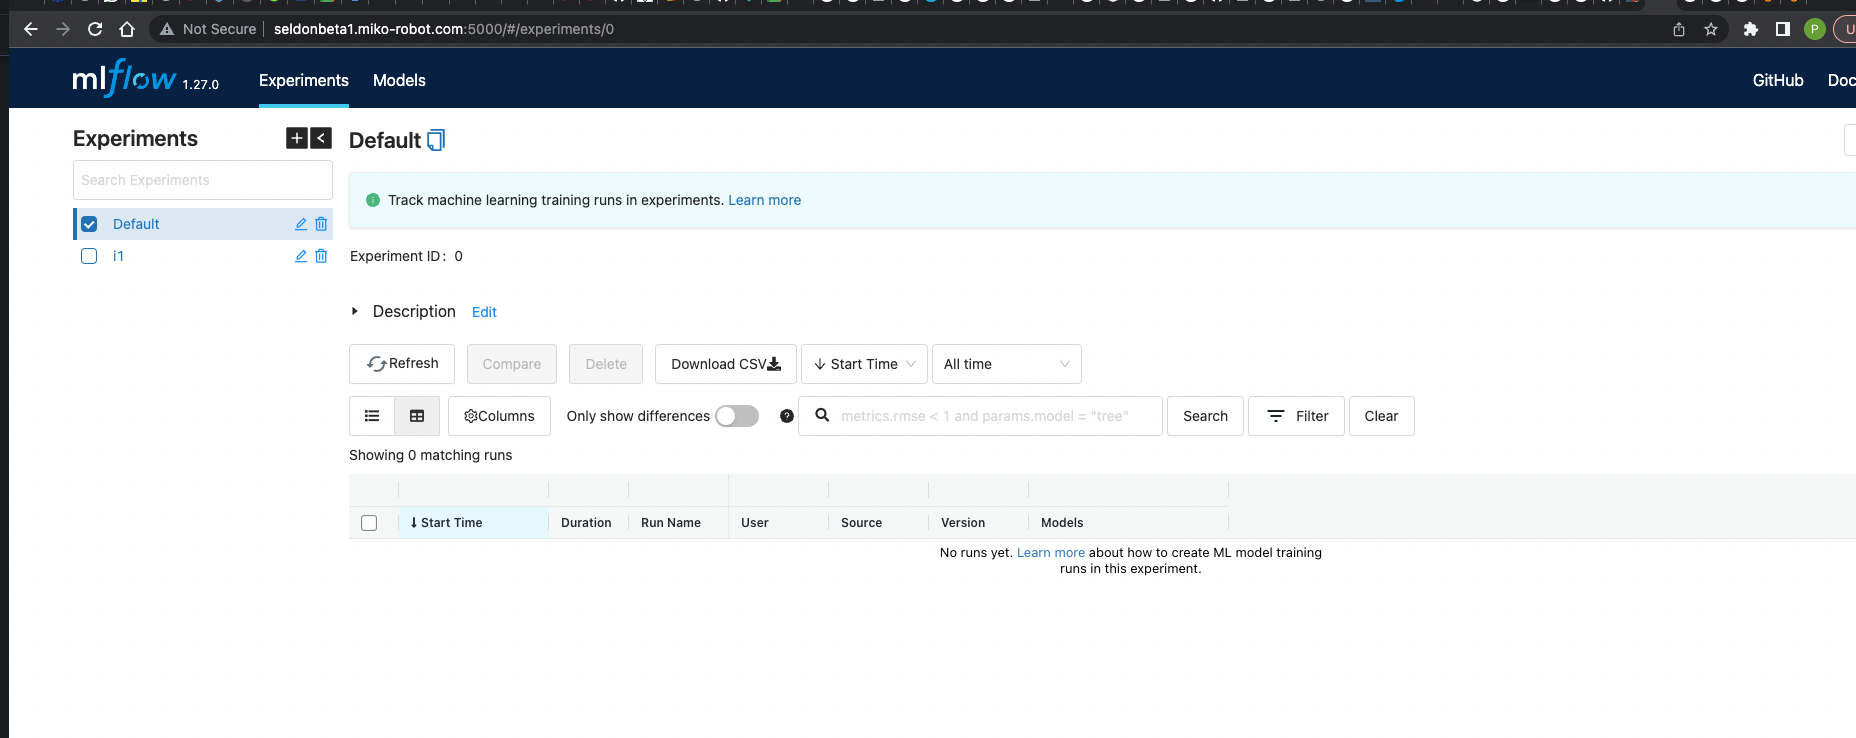 Not Secure seldonbeta1.miko-robot.com:5000/#/experiments/0
P
U
mlflow 1.27.0 Experiments Models GitHub Doc
Experiments + <
Default
Search Experiments
Track machine learning training runs in experiments. Learn more
Default
i1
Experiment ID: 0
Description Edit
Refresh Compare Delete Download CSV Start Time All time
Columns Only show differences ? metrics.rmse < 1 and params.model = "tree" Search Filter Clear
Showing 0 matching runs
Start Time Duration Run Name User Source Version Models
No runs yet. Learn more about how to create ML model training
runs in this experiment.